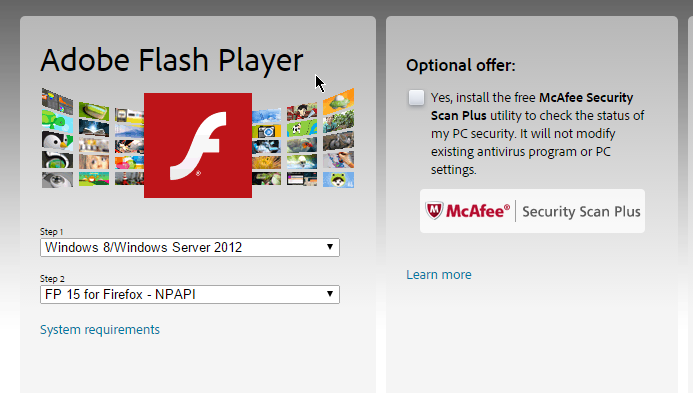 Adobe Flash Player
Step 1
Windows 8/Windows Server 2012
Step 2
FP 15 for Firefox - NPAPI
System requirements
Optional offer:
Yes, install the free McAfee Security
Scan Plus utility to check the status of
my PC security. It will not modify
existing antivirus program or PC
settings.
McAfee® | Security Scan Plus
Learn more